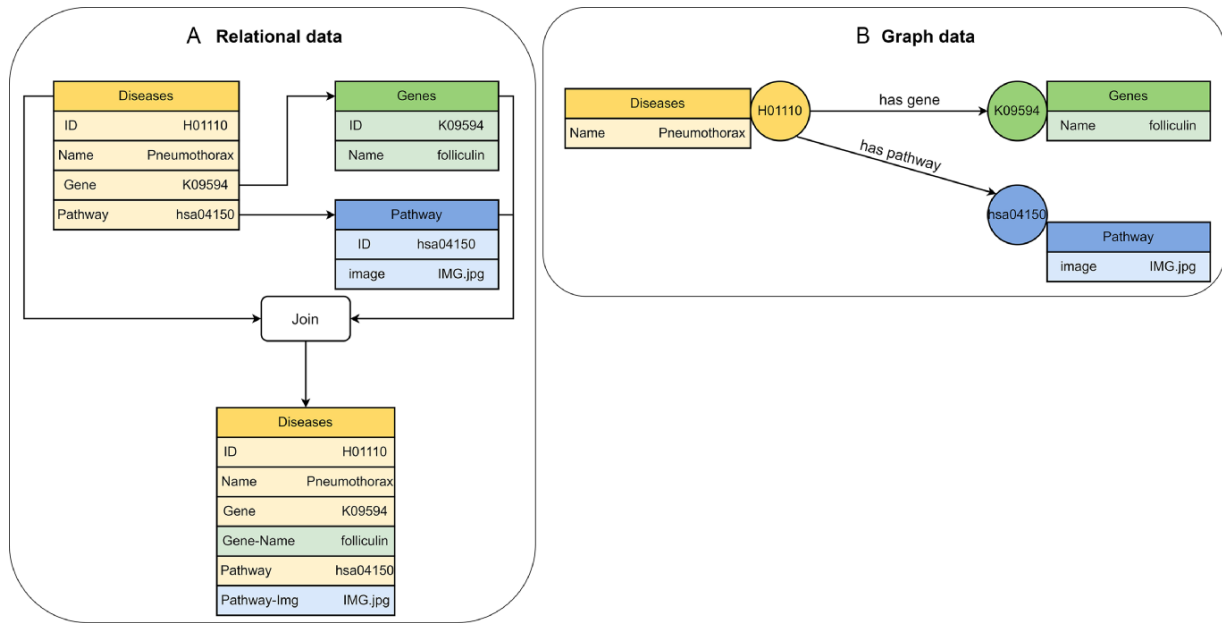 A Relational data
Diseases
ID H01110
Name Pneumothorax
Gene K09594
Pathway hsa04150
Genes
ID K09594
Name folliculin
Pathway
ID hsa04150
image IMG.jpg
Join
Diseases
ID H01110
Name Pneumothorax
Gene K09594
Gene-Name folliculin
Pathway hsa04150
Pathway-Img IMG.jpg
B Graph data
Diseases
Name Pneumothorax
H01110
has gene
has pathway
K09594
Genes
Name folliculin
hsa04150
Pathway
image IMG.jpg